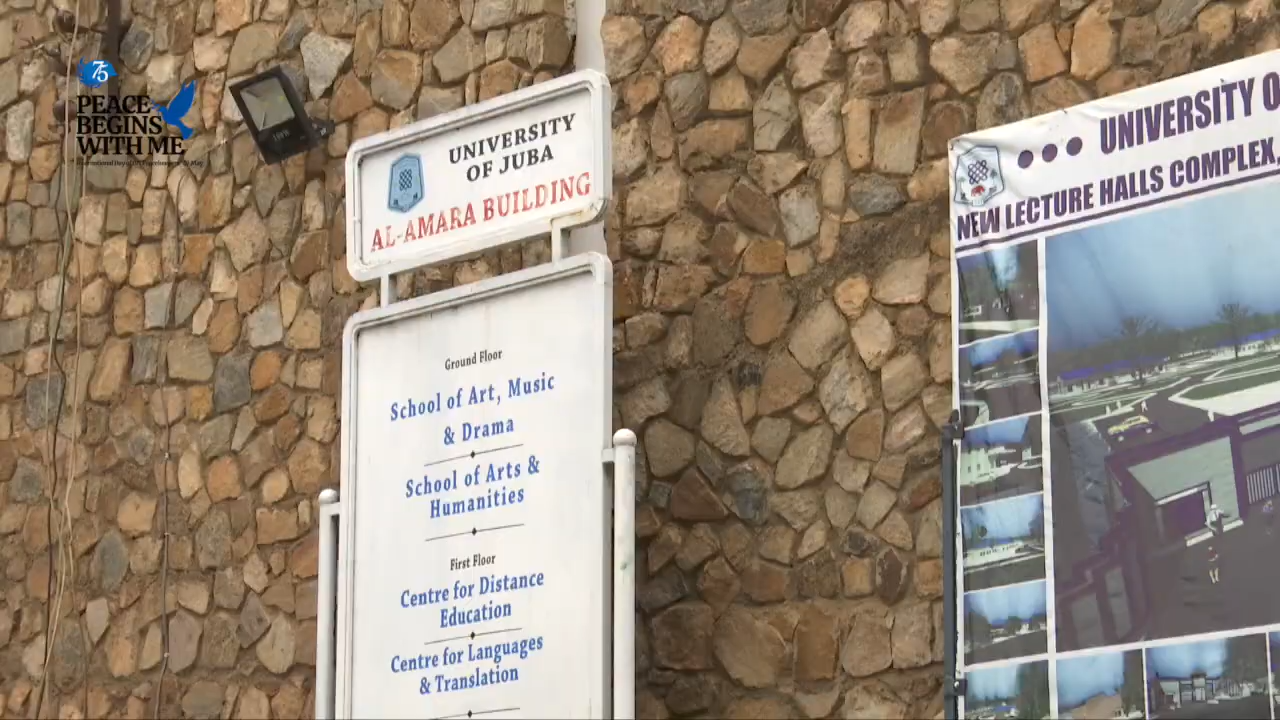 75
PEACE
BEGINS
WITH ME
UNIVERSITY
OF JUBA
AL-AMARA BUILDING
Ground Floor
School of Art, Music
& Drama
School of Arts &
Humanities
First Floor
Centre for Distance
Education
Centre for Languages
& Translation
UNIVERSITY O
NEW LECTURE HALLS COMPLEX,